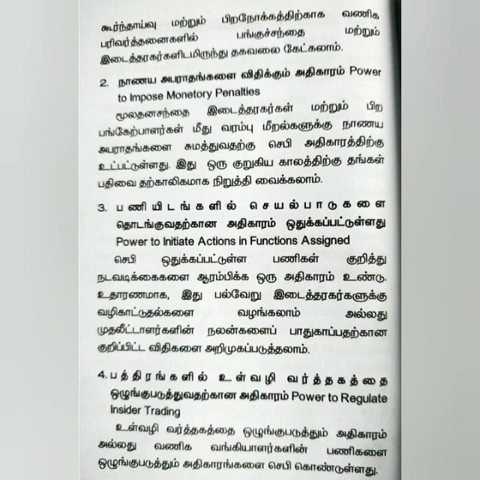 கூர்ந்தாய்வு மற்றும் பிறநோக்கத்திற்காக வணிக
பரிவர்த்தனைகளில் பங்குச்சந்தை மற்றும்
இடைத்தரகர்களிடமிருந்து தகவலை கேட்கலாம்.
2. நாணய அபராதங்களை விதிக்கும் அதிகாரம் Power
to Impose Monetory Penalties
மூலதனசந்தை இடைத்தரகர்கள் மற்றும் பிற
பங்கேற்பாளர்கள் மீது வரம்பு மீறல்களுக்கு நாணய
அபராதங்களை சுமத்துவதற்கு செபி அதிகாரத்திற்கு
உட்பட்டுள்ளது. இது ஒரு குறுகிய காலத்திற்கு தங்கள்
பதிவை தற்காலிகமாக நிறுத்தி வைக்கலாம்.
3. பணியிடங்களில் செயல்பாடுகளை
தொடங்குவதற்கான அதிகாரம் ஒதுக்கப்பட்டுள்ளது
Power to Initiate Actions in Functions Assigned
செபி ஒதுக்கப்பட்டுள்ள பணிகள் குறித்து
நடவடிக்கைகளை ஆரம்பிக்க ஒரு அதிகாரம் உண்டு.
உதாரணமாக, இது பல்வேறு இடைத்தரகர்களுக்கு
வழிகாட்டுதல்களை வழங்கலாம் அல்லது
முதலீட்டாளர்களின் நலன்களைப் பாதுகாப்பதற்கான
குறிப்பிட்ட விதிகளை அறிமுகப்படுத்தலாம்.
4. பத்திரங்களில் உள்வழி வர்த்தகத்தை
ஒழுங்குபடுத்துவதற்கான அதிகாரம் Power to Regulate
Insider Trading
உள்வழி வர்த்தகத்தை ஒழுங்குபடுத்தும் அதிகாரம்
அல்லது வணிக வங்கியாளர்களின் பணிகளை
ஒழுங்குபடுத்தும் அதிகாரங்களை செபி கொண்டுள்ளது.